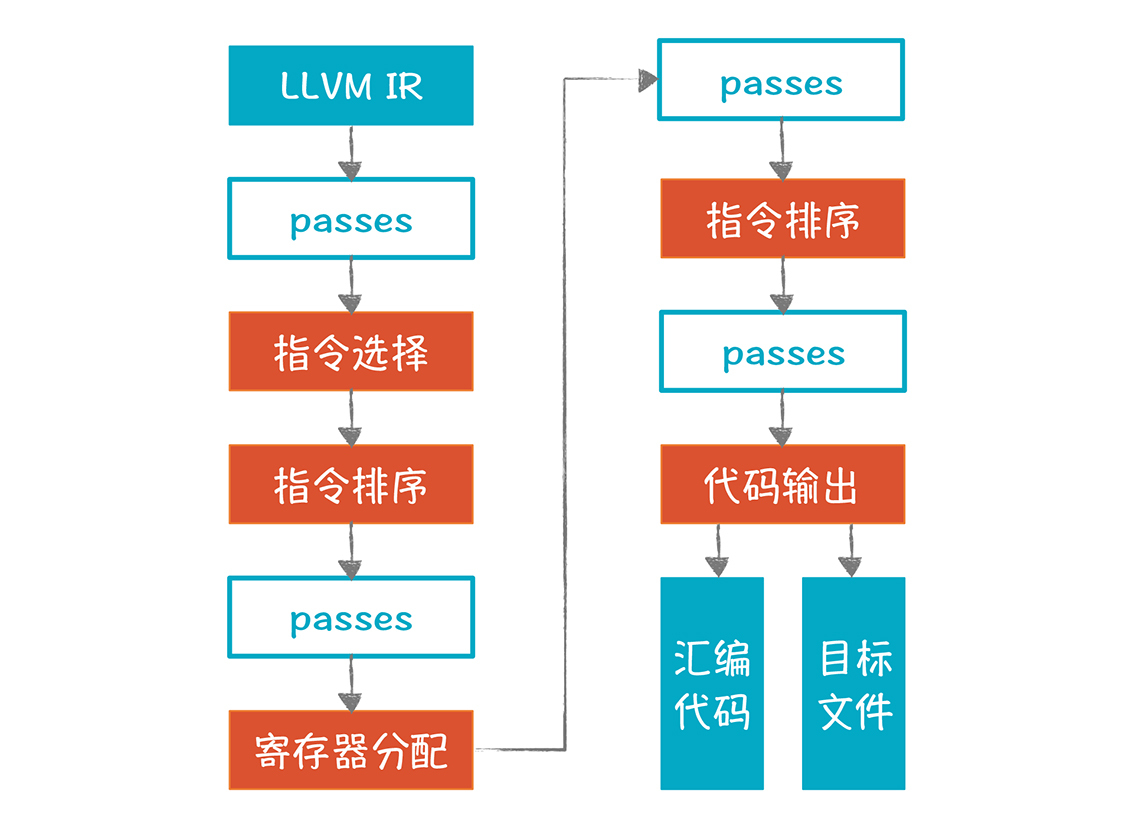 LLVM IR
passes
指令选择
指令排序
passes
寄存器分配
passes
指令排序
passes
代码输出
汇编
代码
目标
文件